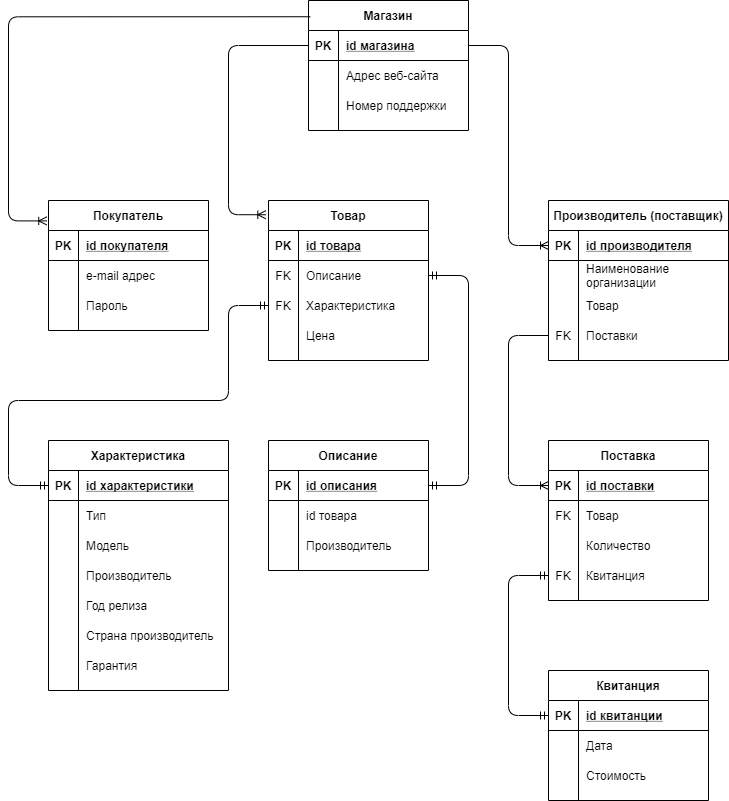 Магазин
PK id магазина
Адрес веб-сайта
Номер поддержки
Покупатель
PK id покупателя
e-mail адрес
Пароль
Товар
PK id товара
FK Описание
FK Характеристика
Цена
Производитель (поставщик)
PK id производителя
Наименование
организации
Товар
FK Поставки
Характеристика
PK id характеристики
Тип
Модель
Производитель
Год релиза
Страна производитель
Гарантия
Описание
PK id описания
id товара
Производитель
Поставка
PK id поставки
FK Товар
Количество
FK Квитанция
Квитанция
PK id квитанции
Дата
Стоимость